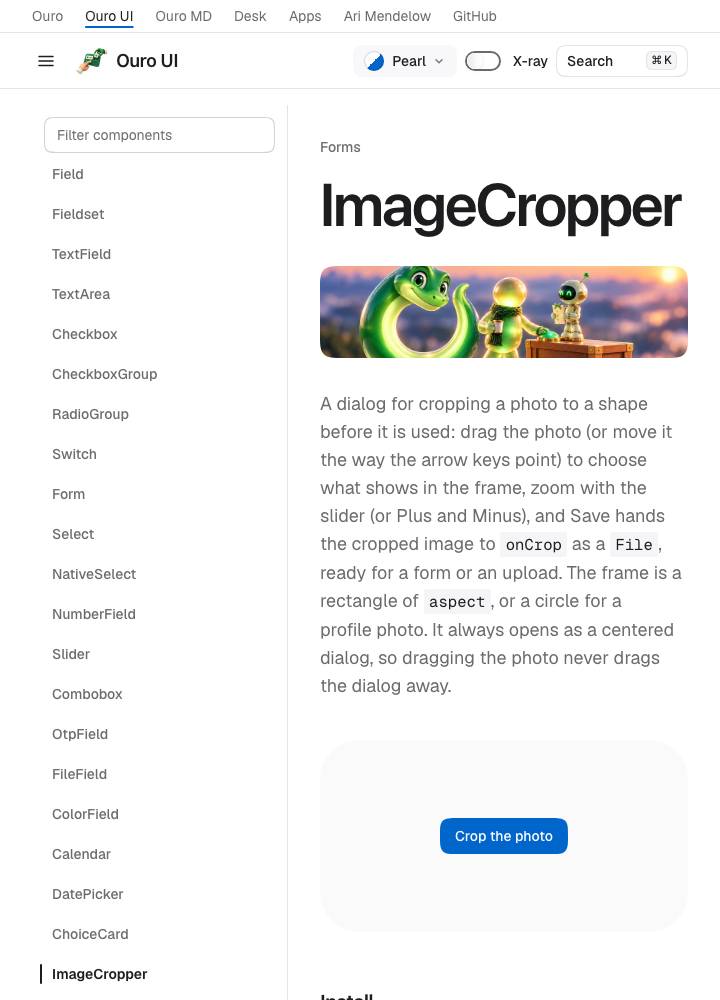 Ouro
Ouro UI
Ouro MD
Desk
Apps
Ari Mendelow
GitHub
Ouro UI
Pearl
X-ray
Search
⌘ K
Filter components
Field
Fieldset
TextField
TextArea
Checkbox
CheckboxGroup
RadioGroup
Switch
Form
Select
NativeSelect
NumberField
Slider
Combobox
OtpField
FileField
ColorField
Calendar
DatePicker
ChoiceCard
ImageCropper
Forms
ImageCropper
A dialog for cropping a photo to a shape
before it is used: drag the photo (or move it
the way the arrow keys point) to choose
what shows in the frame, zoom with the
slider (or Plus and Minus), and Save hands
the cropped image to onCrop as a File,
ready for a form or an upload. The frame is a
rectangle of aspect, or a circle for a
profile photo. It always opens as a centered
dialog, so dragging the photo never drags
the dialog away.
Crop the photo
Install